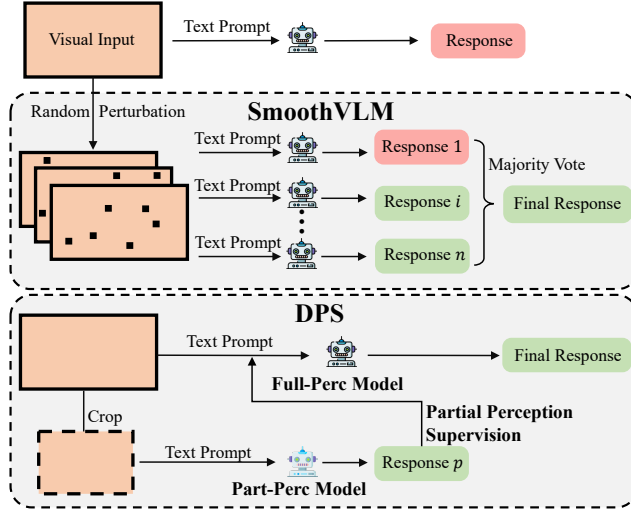 Visual Input
Text Prompt
Response
Random Perturbation
SmoothVLM
Text Prompt
Response 1
Majority Vote
Text Prompt
Response i
Final Response
Text Prompt
Response n
DPS
Text Prompt
Final Response
Full-Perc Model
Crop
Partial Perception
Supervision
Text Prompt
Response p
Part-Perc Model